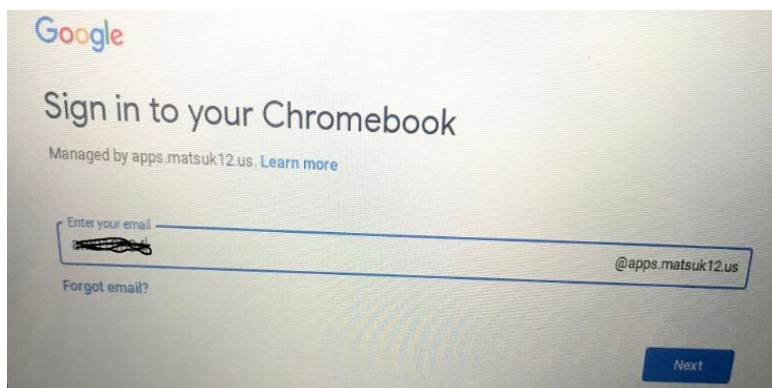 Google
Sign in to your Chromebook
Managed by apps.matsuk12.us. Learn more
Enter your email
@apps.matsuk12.us
Forgot email?
Next